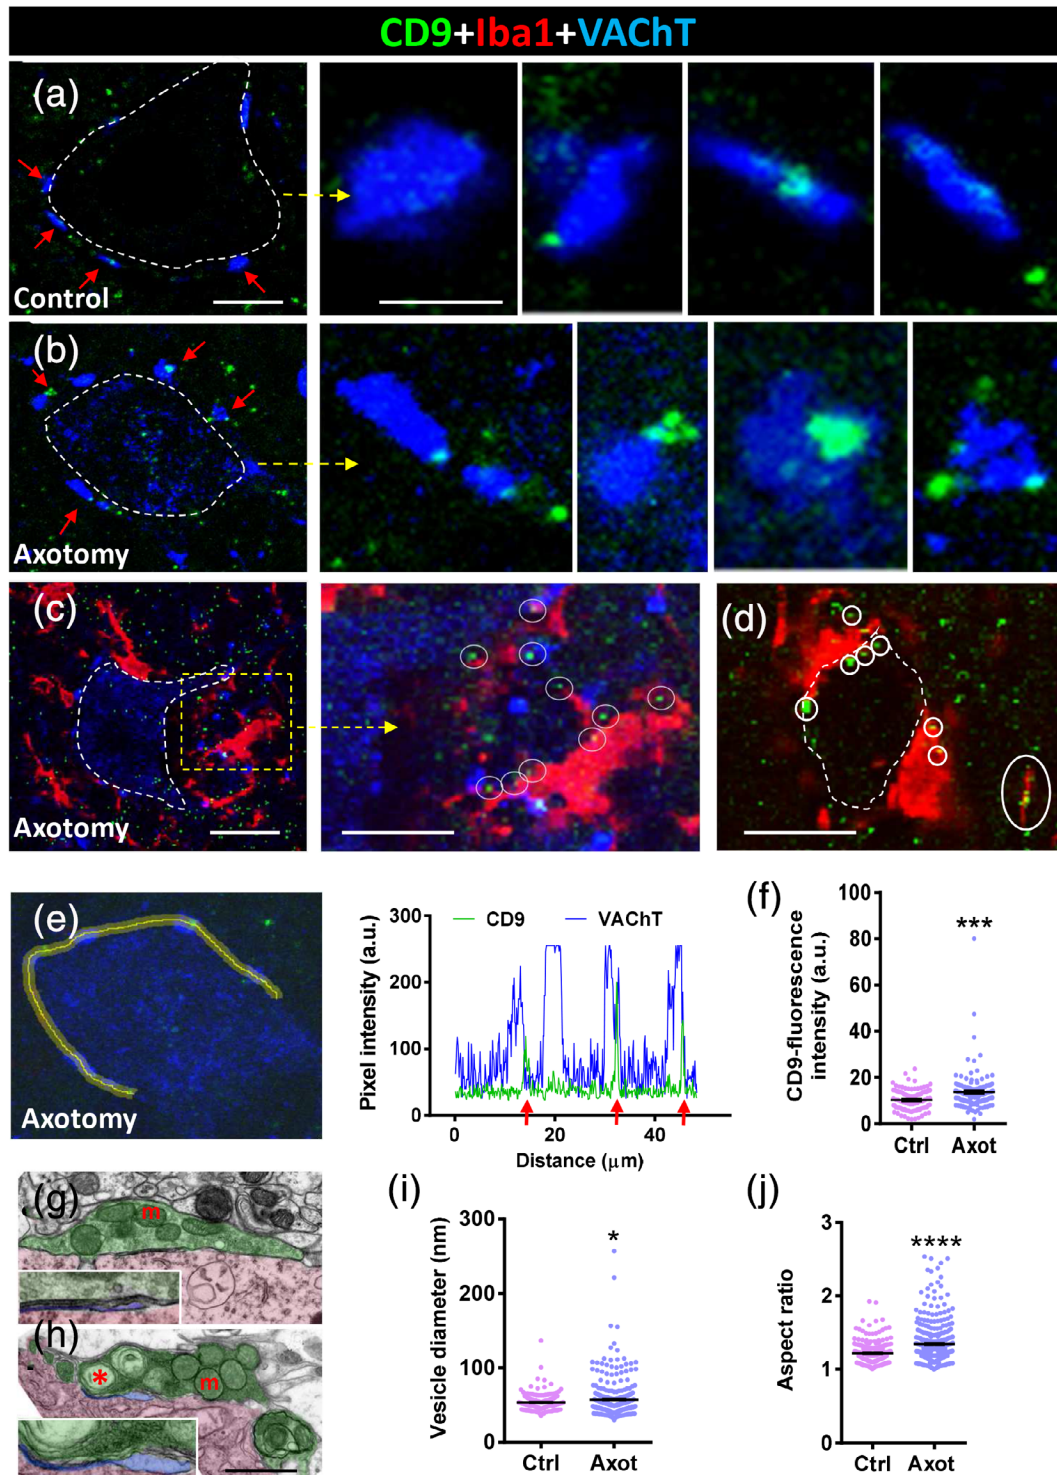 CD9+Iba1+VAChT
(a)
Control
(b)
Axotomy
(c)
Axotomy
(d)
(e)
Axotomy
Pixel intensity (a.u.)
300
200
100
0
CD9
VAChT
0
20
40
Distance (μm)
(f)
CD9-fluorescence
intensity (a.u.)
100
80
60
40
20
0
***
Ctrl
Axot
(g)
m
(h)
*
m
(i)
Vesicle diameter (nm)
300
200
100
0
*
Ctrl
Axot
(j)
Aspect ratio
3
2
1
0
****
Ctrl
Axot